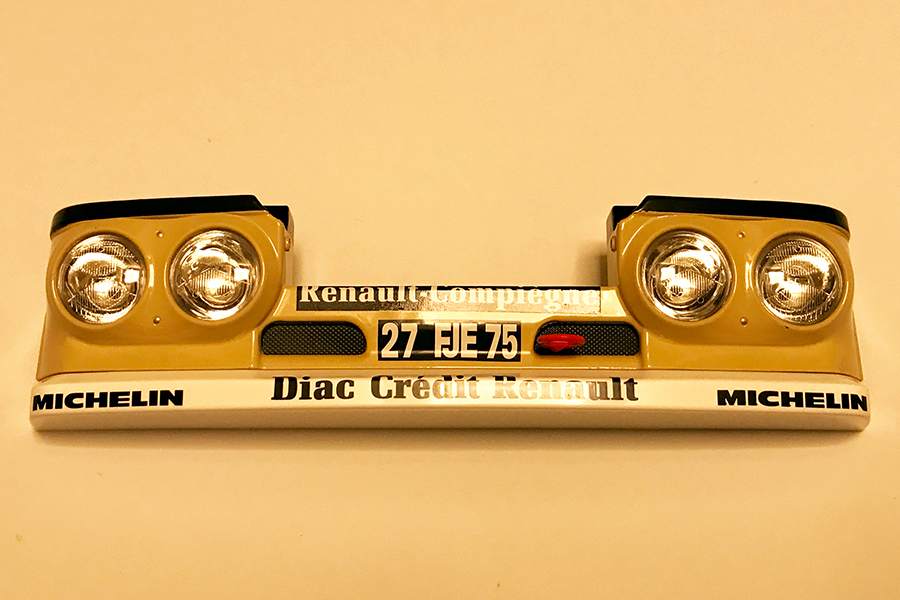 Renault-Compiègne
27 FJE 75
Diac Crédit Renault
MICHELIN MICHELIN